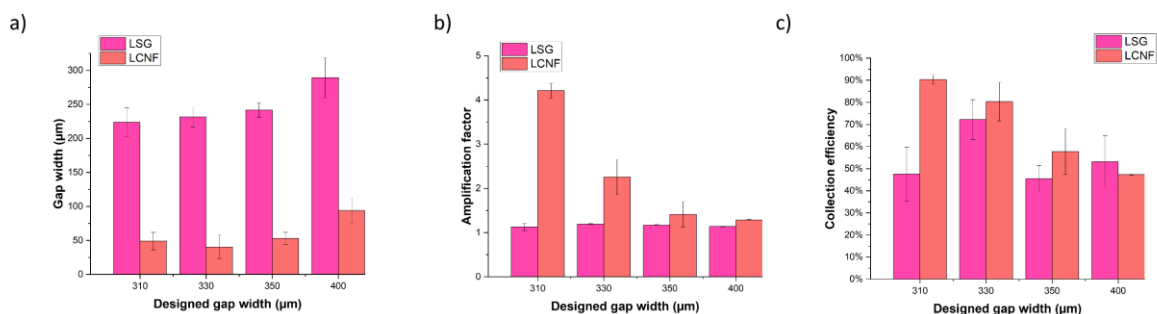 a)
LSG
LCNF
300
250
200
150
100
50
0
Gap width (µm)
310 330 350 400
Designed gap width (µm)
b)
LSG
LCNF
5
4
3
2
1
0
Amplification factor
310 330 350 400
Designed gap width (µm)
c)
LSG
LCNF
100%
90%
80%
70%
60%
50%
40%
30%
20%
10%
0%
Collection efficiency
310 330 350 400
Designed gap width (µm)